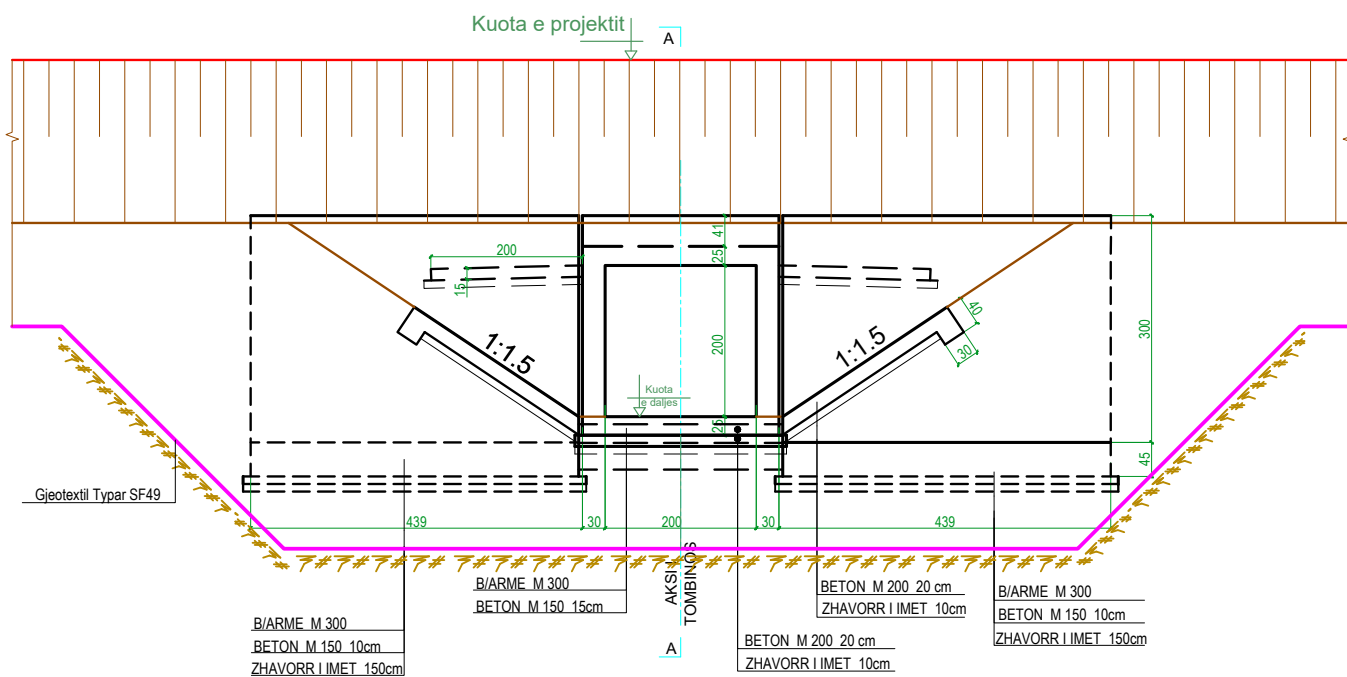 Kuota e projektit
A
41
25
200
15
200
300
40
30
1:1.5
1:1.5
Kuota
e daljes
25
45
Gjeotextil Typar SF49
439
30
200
30
439
AKSI I
TOMBINOS
B/ARME M 300
BETON M 150 15cm
BETON M 200 20 cm
ZHAVORR I IMET 10cm
B/ARME M 300
BETON M 150 10cm
ZHAVORR I IMET 150cm
B/ARME M 300
BETON M 150 10cm
ZHAVORR I IMET 150cm
BETON M 200 20 cm
ZHAVORR I IMET 10cm
A